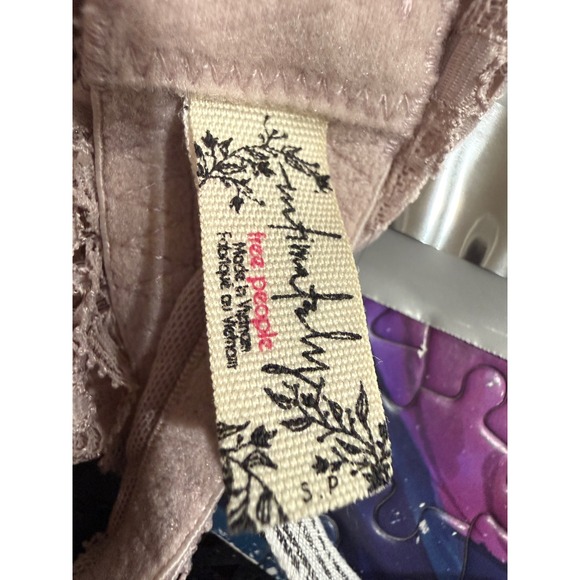 intimately
free people
Made in Vietnam
Fabriqué au Vietnam
S.P